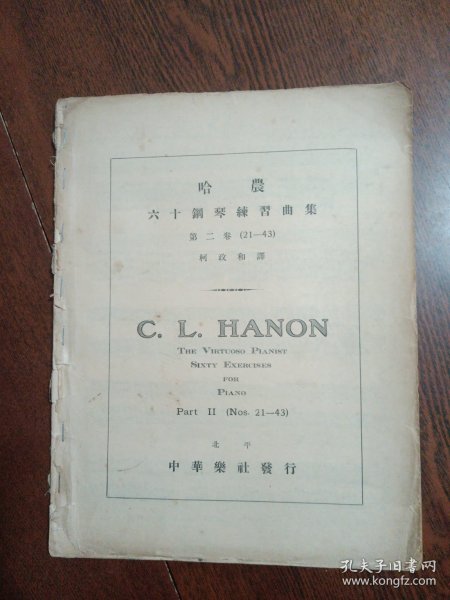 哈農
六十鋼琴練習曲集
第二卷 (21—43)
柯政和譯
C. L. HANON
THE VIRTUOSO PIANIST
SIXTY EXERCISES
FOR
PIANO
Part II (Nos. 21—43)
北平
中華樂社發行
孔夫子旧书网
www.kongfz.com